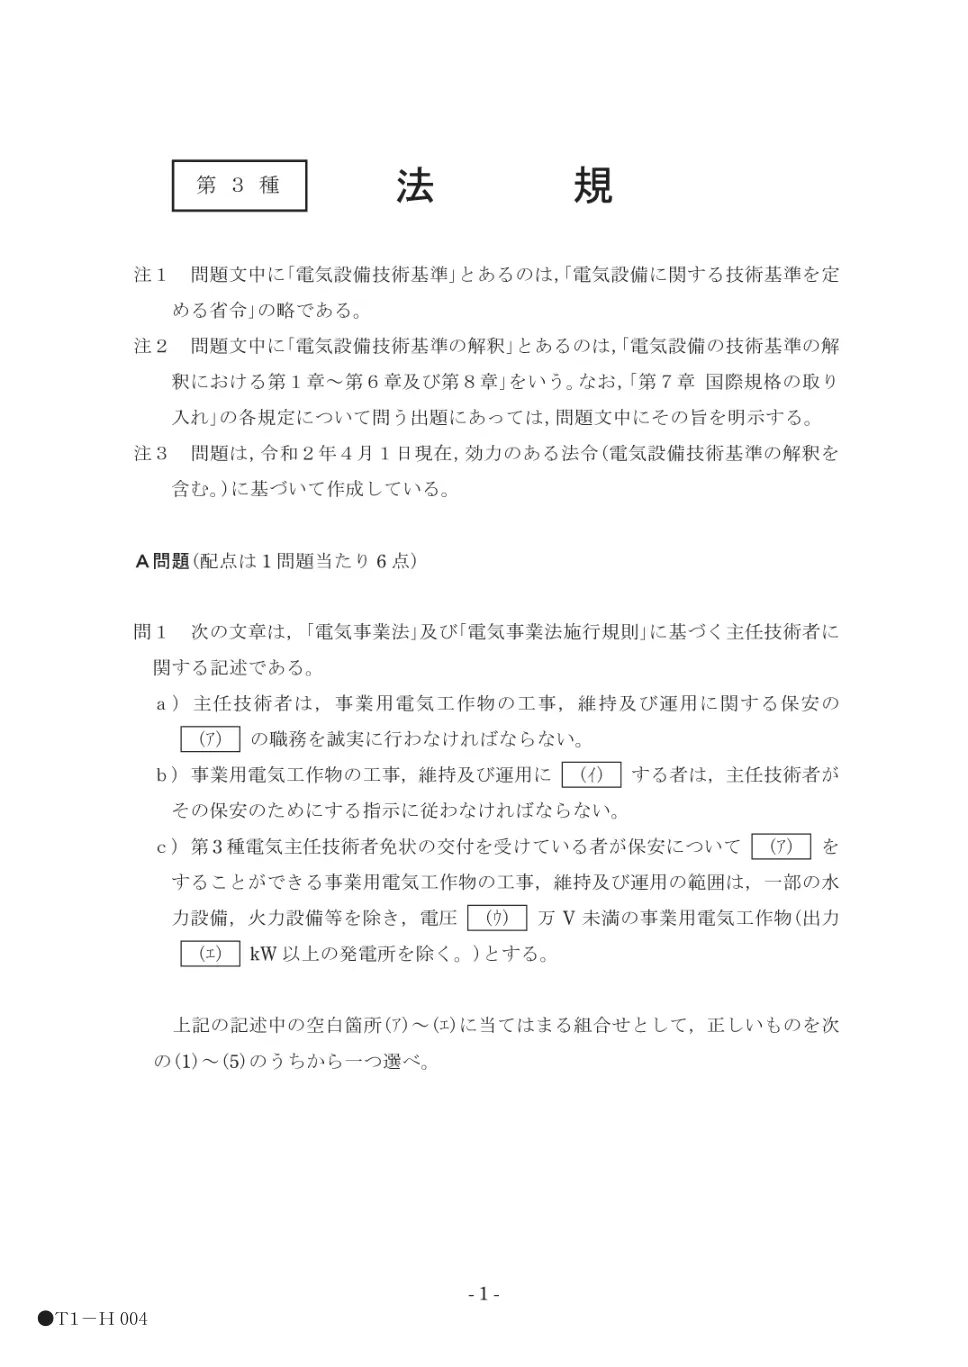 第 3 種
法 規
注1 問題文中に「電気設備技術基準」とあるのは,「電気設備に関する技術基準を定
める省令」の略である。
注2 問題文中に「電気設備技術基準の解釈」とあるのは,「電気設備の技術基準の解
釈における第1章～第6章及び第8章」をいう。なお,「第7章 国際規格の取り
入れ」の各規定について問う出題にあっては,問題文中にその旨を明示する。
注3 問題は,令和2年4月1日現在,効力のある法令(電気設備技術基準の解釈を
含む。)に基づいて作成している。
A問題(配点は1問題当たり6点)
問1 次の文章は,「電気事業法」及び「電気事業法施行規則」に基づく主任技術者に
関する記述である。
a) 主任技術者は,事業用電気工作物の工事,維持及び運用に関する保安の
(ｱ) の職務を誠実に行わなければならない。
b) 事業用電気工作物の工事,維持及び運用に (ｲ) する者は,主任技術者が
その保安のためにする指示に従わなければならない。
c) 第3種電気主任技術者免状の交付を受けている者が保安について (ｱ) を
することができる事業用電気工作物の工事,維持及び運用の範囲は,一部の水
力設備,火力設備等を除き,電圧 (ｳ) 万 V 未満の事業用電気工作物(出力
(ｴ) kW 以上の発電所を除く。)とする。
上記の記述中の空白箇所(ｱ)～(ｴ)に当てはまる組合せとして,正しいものを次
の(1)～(5)のうちから一つ選べ。
- 1 -
●T1－H 004